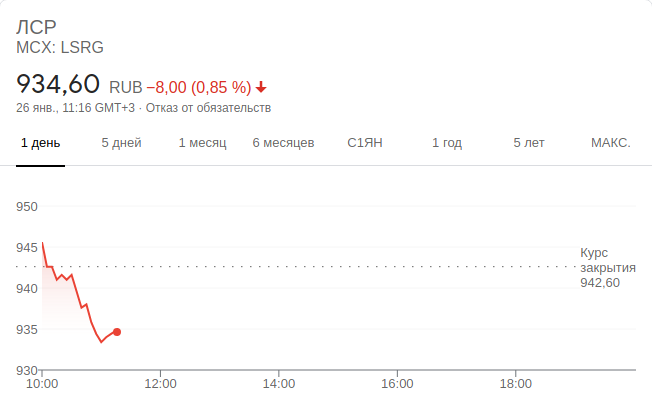 ЛСР
MCX: LSRG
934,60 RUB −8,00 (0,85 %)
26 янв., 11:16 GMT+3 · Отказ от обязательств
1 день 5 дней 1 месяц 6 месяцев С1ЯН 1 год 5 лет МАКС.
950
945
940
935
930
Курс
закрытия
942,60
10:00 12:00 14:00 16:00 18:00